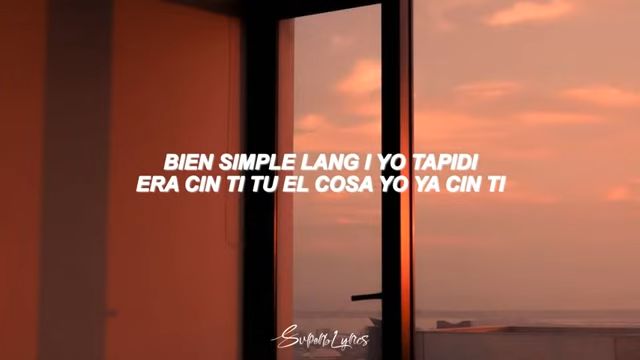 BIEN SIMPLE LANG I YO TAPIDI
ERA CIN TI TU EL COSA YO YA CIN TI
SuperbLyrics